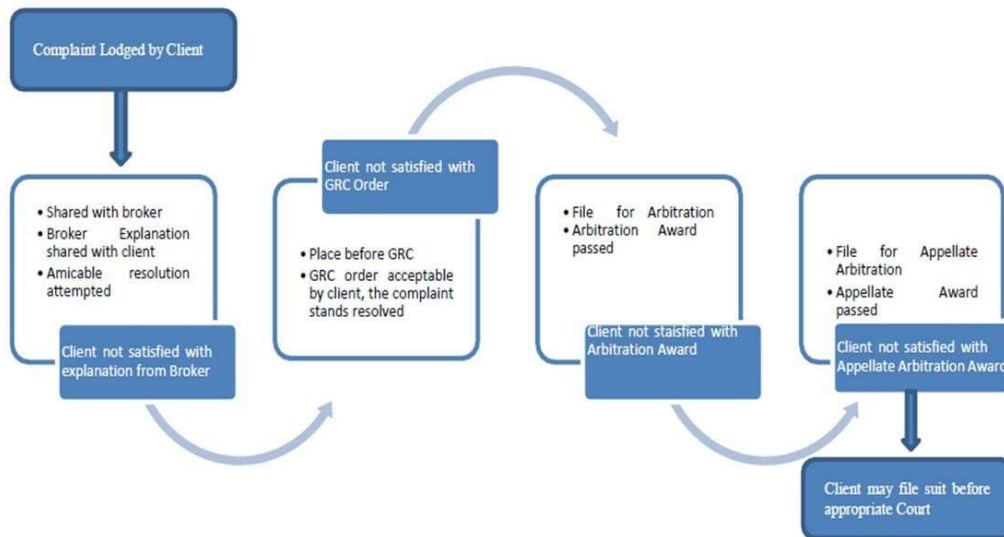 Complaint Lodged by Client
• Shared with broker
• Broker Explanation
shared with client
• Amicable resolution
attempted
Client not satisfied with
explanation from Broker
Client not satisfied with
GRC Order
• Place before GRC
• GRC order acceptable
by client, the complaint
stands resolved
• File for Arbitration
• Arbitration Award
passed
Client not staisfied with
Arbitration Award
• File for Appellate
Arbitration
• Appellate Award
passed
Client not satisfied with
Appellate Arbitration Award
Client may file suit before
appropriate Court